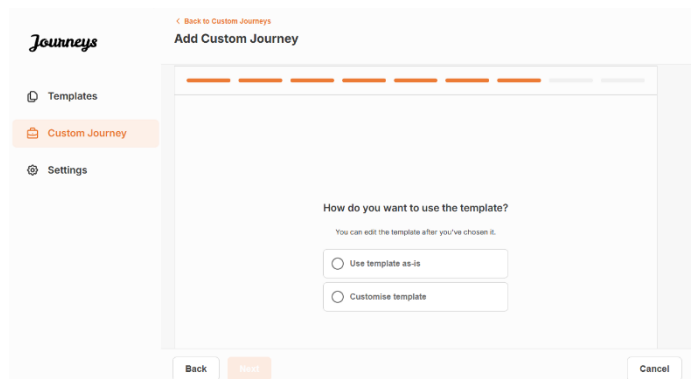 Journeys
Templates
Custom Journey
Settings
Back to Custom Journeys
Add Custom Journey
How do you want to use the template?
You can edit the template after you've chosen it.
Use template as-is
Customise template
Back
Next
Cancel